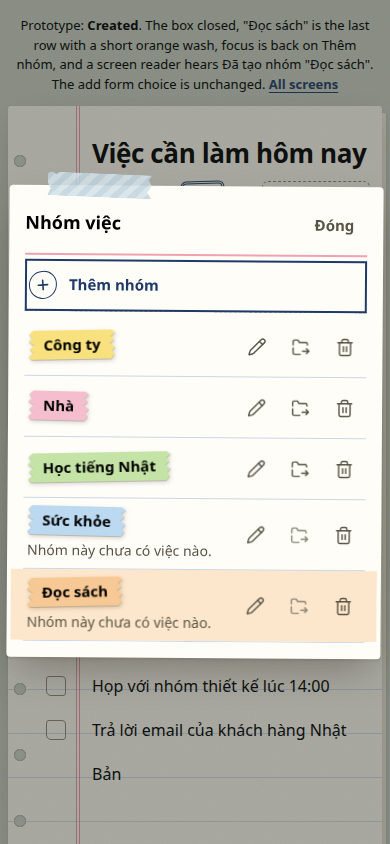 Prototype: Created. The box closed, "Đọc sách" is the last
row with a short orange wash, focus is back on Thêm
nhóm, and a screen reader hears Đã tạo nhóm "Đọc sách".
The add form choice is unchanged. All screens
Việc cần làm hôm nay
Nhóm việc
Đóng
Thêm nhóm
Công ty
Nhà
Học tiếng Nhật
Sức khỏe
Nhóm này chưa có việc nào.
Đọc sách
Nhóm này chưa có việc nào.
Họp với nhóm thiết kế lúc 14:00
Trả lời email của khách hàng Nhật
Bản